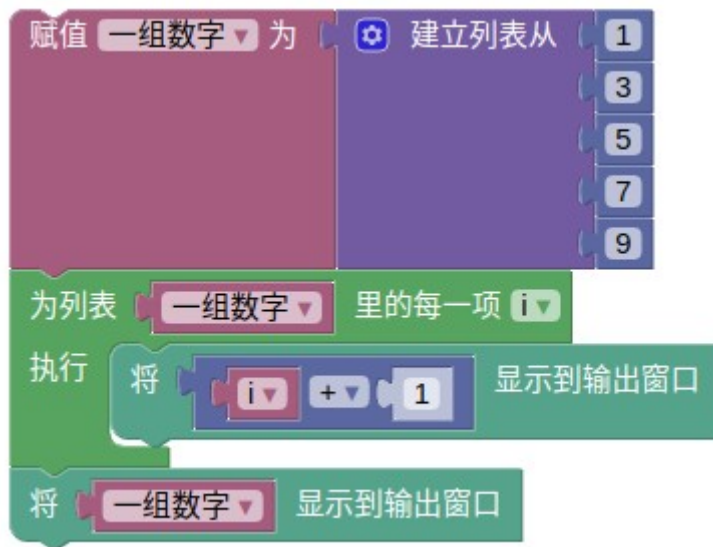 赋值 一组数字 为 建立列表从 1
3
5
7
9
为列表 一组数字 里的每一项 i
执行 将 i + 1 显示到输出窗口
将 一组数字 显示到输出窗口